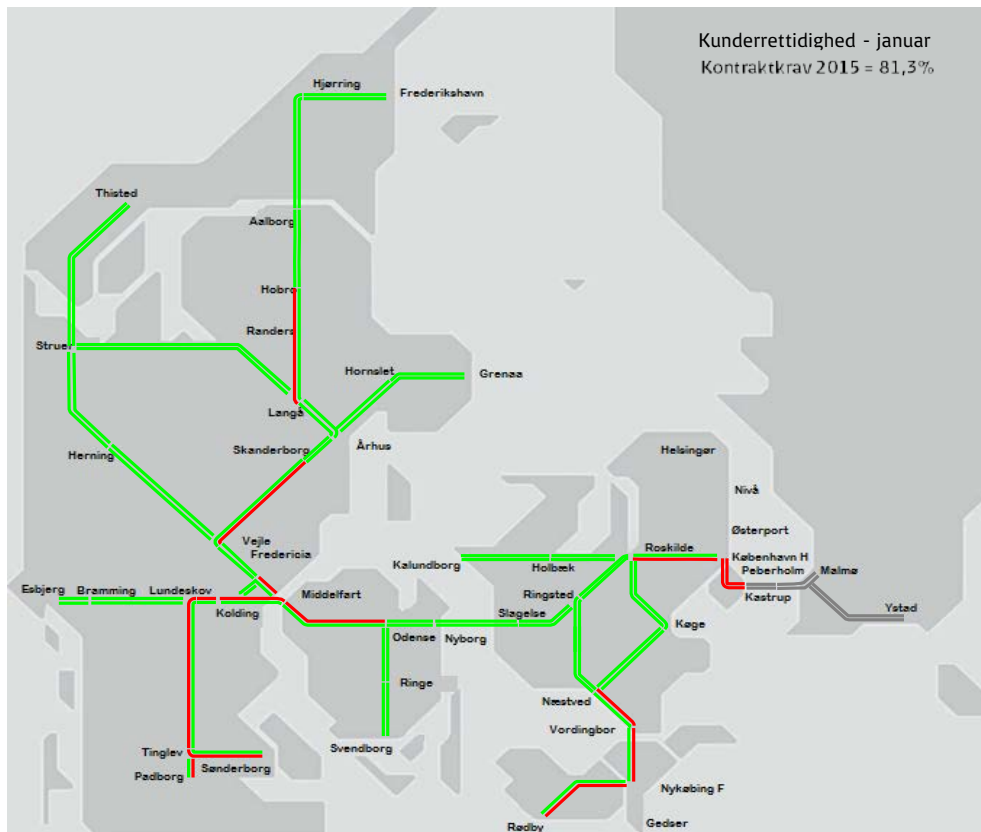 Kunderrettidighed - januar
Kontraktkrav 2015 = 81,3%
Hjørring
Frederikshavn
Thisted
Aalborg
Hobro
Randers
Struer
Hornslet
Grenaa
Langå
Århus
Skanderborg
Herning
Helsingør
Nivå
Østerport
Vejle
Fredericia
Roskilde
København H
Kalundborg
Holbæk
Peberholm
Malmø
Esbjerg
Bramming
Lundeskov
Middelfart
Ringsted
Kastrup
Kolding
Slagelse
Ystad
Odense
Nyborg
Køge
Ringe
Næstved
Vordingbor
Svendborg
Tinglev
Sønderborg
Padborg
Nykøbing F
Rødby
Gedser